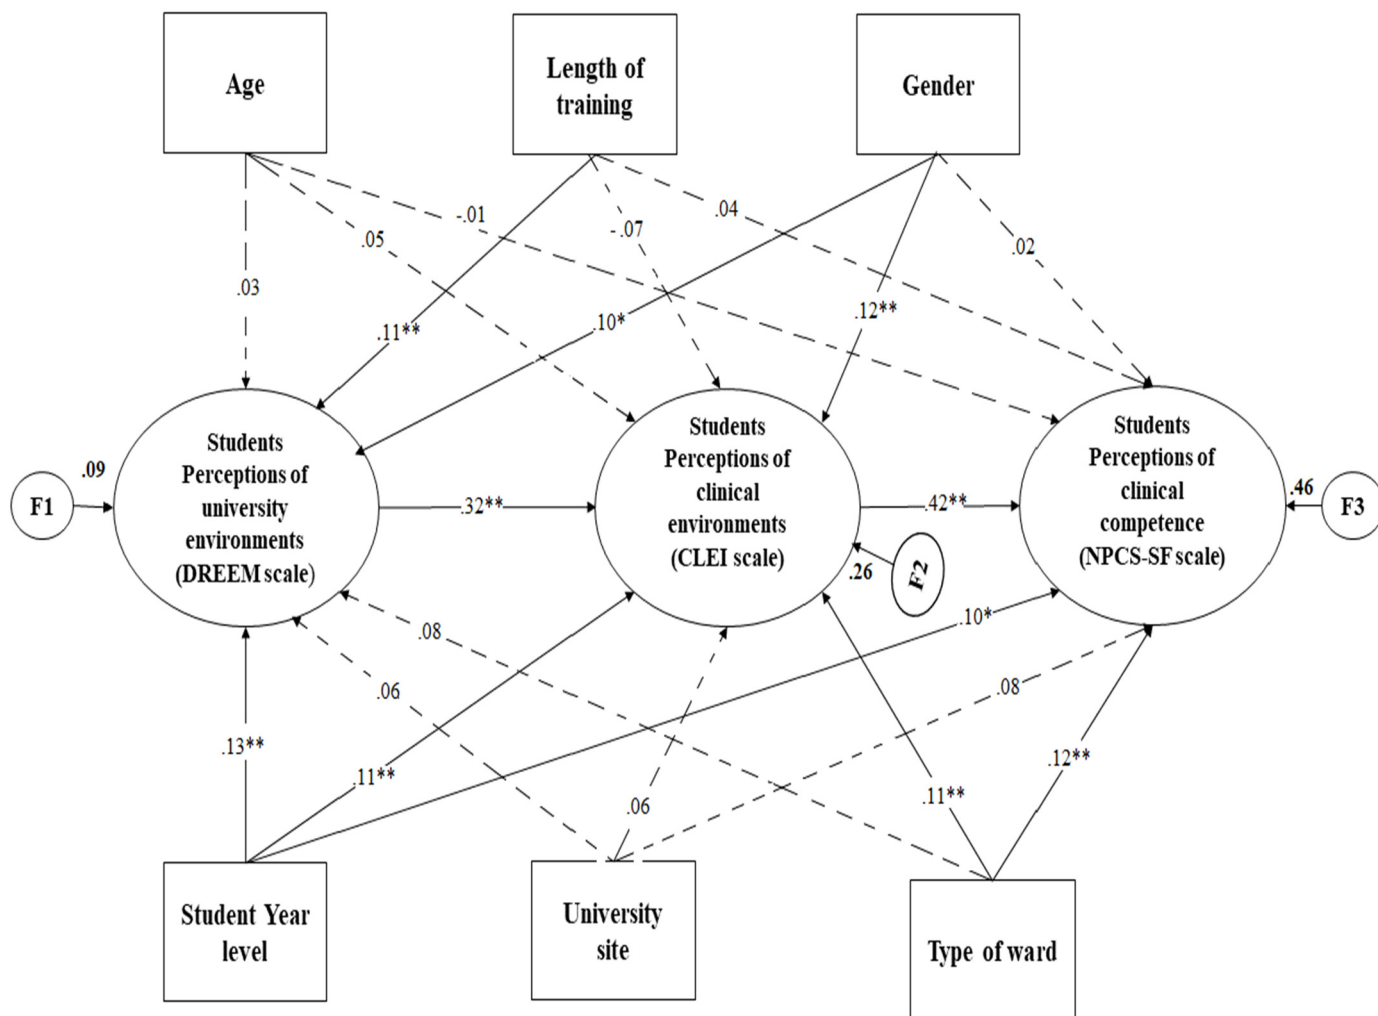 Age
Length of
training
Gender
-.01
.04
.05
-.07
.02
.03
.11**
.10*
.12**
Students
Perceptions of
university
environments
(DREEM scale)
Students
Perceptions of
clinical
environments
(CLEI scale)
Students
Perceptions of
clinical
competence
(NPCS-SF scale)
.09
F1
.32**
.42**
.46
F3
.26
F2
.08
.10*
.06
.08
.13**
.11**
.06
.11**
.12**
Student Year
level
University
site
Type of ward